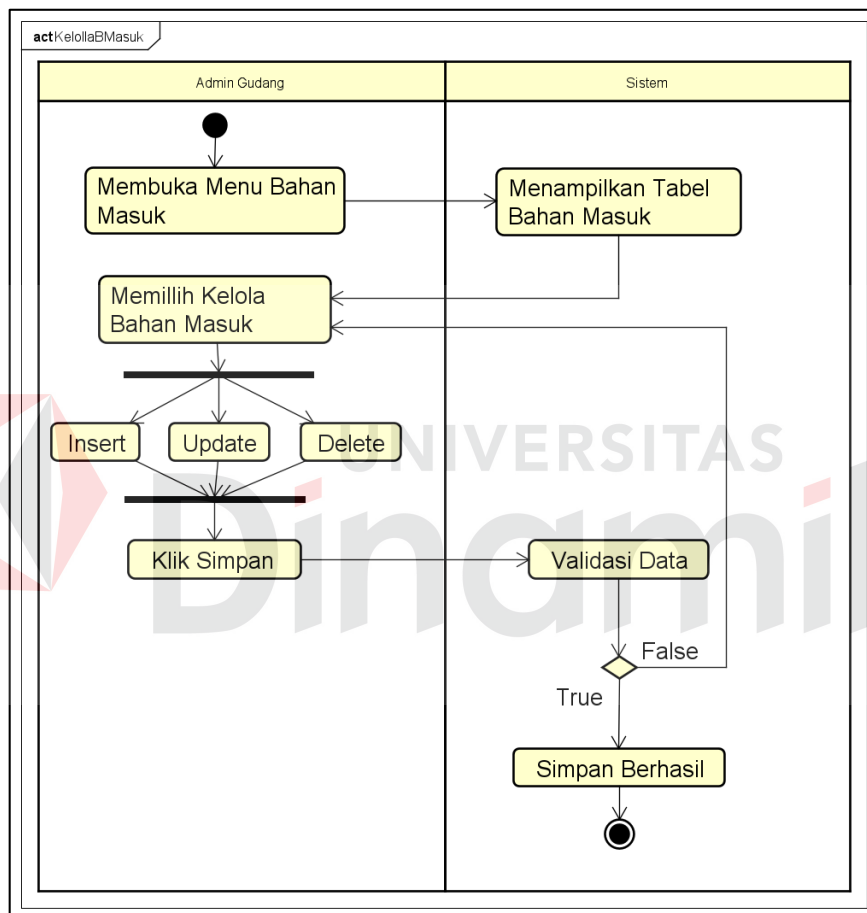 actKelollaBMasuk
Admin Gudang
Sistem
Membuka Menu Bahan
Masuk
Menampilkan Tabel
Bahan Masuk
Memillih Kelola
Bahan Masuk
Insert
Update
Delete
UNIVERSITAS
Dinami
Klik Simpan
Validasi Data
False
True
Simpan Berhasil